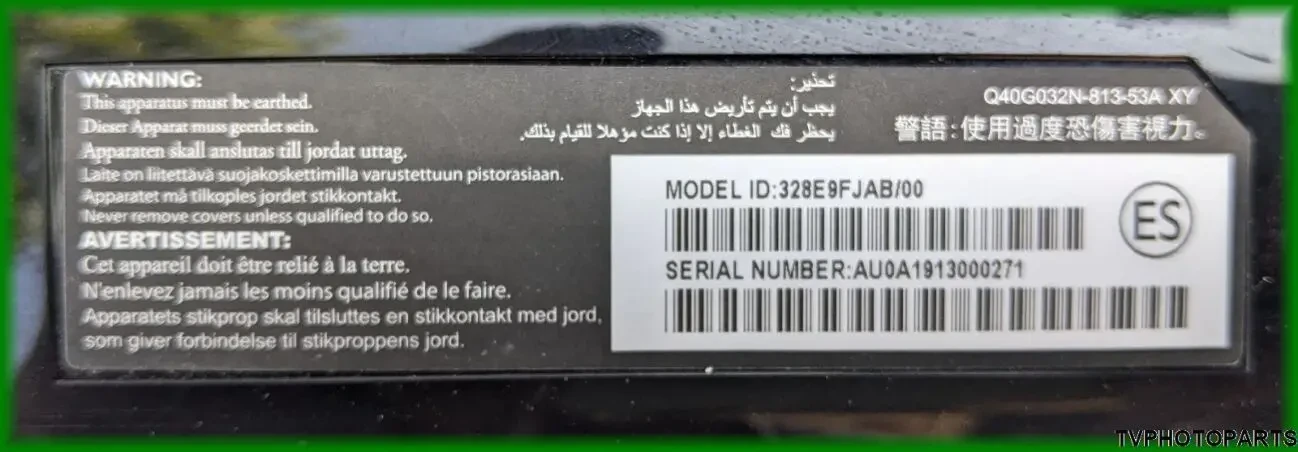 WARNING:
This apparatus must be earthed.
Dieser Apparat muss geerdet sein.
Apparaten skall anslutas till jordat uttag.
Laite on liitettävä suojakoskettimilla varustettuun pistorasiaan.
Apparatet må tilkoples jordet stikkontakt.
Never remove covers unless qualified to do so.
AVERTISSEMENT:
Cet appareil doit être relié à la terre.
N'enlevez jamais les moins qualifié de le faire.
Apparatets stikprop skal tilsluttes en stikkontakt med jord,
som giver forbindelse til stikproppens jord.
تحذير:
يجب أن يتم تأريض هذا الجهاز
يحظر فك الغطاء إلا إذا كنت مؤهلا للقيام بذلك.
Q40G032N-813-53A XY
警語:使用過度恐傷害視力。
MODEL ID:328E9FJAB/00
SERIAL NUMBER:AU0A1913000271
ES
TVPHOTOPARTS